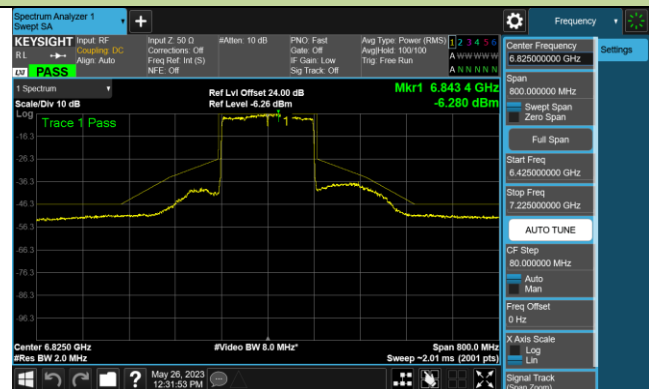 Spectrum Analyzer 1
Swept SA
Frequency
KEYSIGHT
RL
PASS
Input: RF
Coupling: DC
Align: Auto
Input Z: 50 Ω
Corrections: Off
Freq Ref: Int (S)
NFE: Off
#Atten: 10 dB
PNO: Fast
Gate: Off
IF Gain: Low
Sig Track: Off
Avg Type: Power (RMS)
Avg|Hold: 100/100
Trig: Free Run
1 2 3 4 5 6
A W W W W W
A N N N N N
1 Spectrum
Scale/Div 10 dB
Ref Lvl Offset 24.00 dB
Ref Level -6.26 dBm
Mkr1 6.843 4 GHz
-6.280 dBm
Log
Trace 1 Pass
1
-16.3
-26.3
-36.3
-46.3
-56.3
-66.3
-76.3
-86.3
-96.3
Center 6.8250 GHz
#Res BW 2.0 MHz
#Video BW 8.0 MHz*
Span 800.0 MHz
Sweep ~2.01 ms (2001 pts)
May 26, 2023
12:31:53 PM
Center Frequency
6.825000000 GHz
Settings
Span
800.000000 MHz
Swept Span
Zero Span
Full Span
Start Freq
6.425000000 GHz
Stop Freq
7.225000000 GHz
AUTO TUNE
CF Step
80.000000 MHz
Auto
Man
Freq Offset
0 Hz
X Axis Scale
Log
Lin
Signal Track
(Span Zoom)